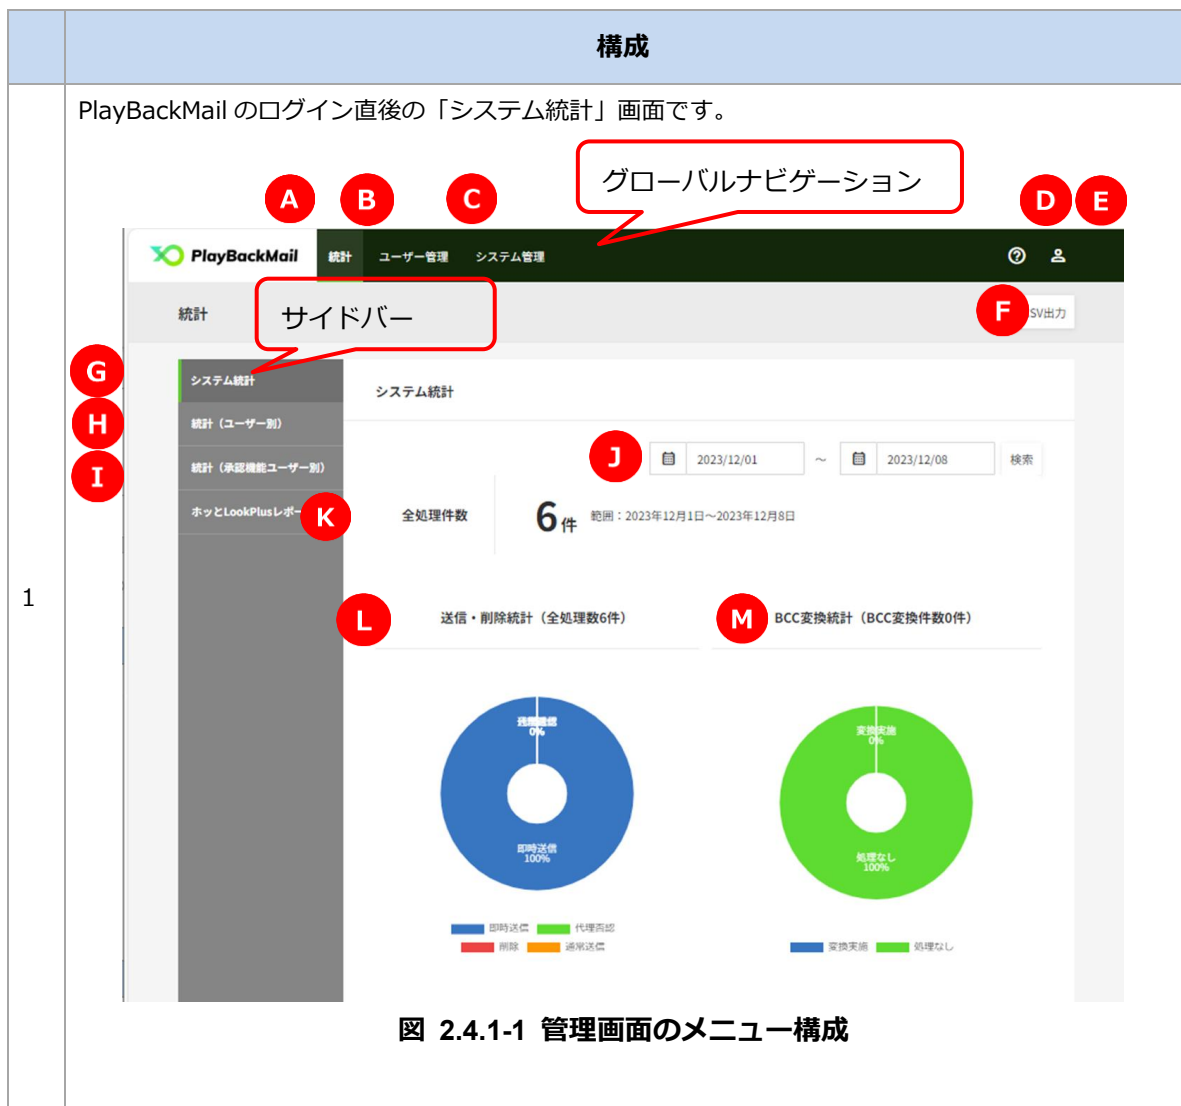 構成
PlayBackMail のログイン直後の「システム統計」画面です。
グローバルナビゲーション
A B C D E
PlayBackMail 統計 ユーザー管理 システム管理
統計
サイドバー
F SV出力
G システム統計
システム統計
H 統計（ユーザー別）
I 統計（承認機能ユーザー別）
J 2023/12/01 ～ 2023/12/08 検索
ホッとLookPlusレポー K
全処理件数 6件 範囲：2023年12月1日～2023年12月8日
1
L 送信・削除統計（全処理数6件）
M BCC変換統計（BCC変換件数0件）
0%
変換実施
0%
即時送信
100%
処理なし
100%
即時送信 代理否認
削除 通常送信
変換実施 処理なし
図 2.4.1-1 管理画面のメニュー構成